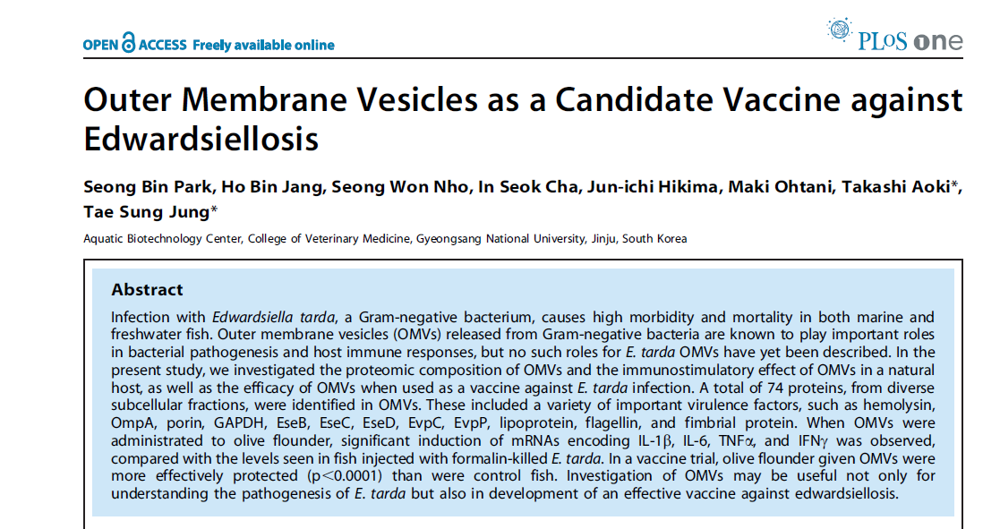 OPEN ACCESS Freely available online
PLoS one
Outer Membrane Vesicles as a Candidate Vaccine against
Edwardsiellosis
Seong Bin Park, Ho Bin Jang, Seong Won Nho, In Seok Cha, Jun-ichi Hikima, Maki Ohtani, Takashi Aoki*,
Tae Sung Jung*
Aquatic Biotechnology Center, College of Veterinary Medicine, Gyeongsang National University, Jinju, South Korea
Abstract
Infection with Edwardsiella tarda, a Gram-negative bacterium, causes high morbidity and mortality in both marine and
freshwater fish. Outer membrane vesicles (OMVs) released from Gram-negative bacteria are known to play important roles
in bacterial pathogenesis and host immune responses, but no such roles for E. tarda OMVs have yet been described. In the
present study, we investigated the proteomic composition of OMVs and the immunostimulatory effect of OMVs in a natural
host, as well as the efficacy of OMVs when used as a vaccine against E. tarda infection. A total of 74 proteins, from diverse
subcellular fractions, were identified in OMVs. These included a variety of important virulence factors, such as hemolysin,
OmpA, porin, GAPDH, EseB, EseC, EseD, EvpC, EvpP, lipoprotein, flagellin, and fimbrial protein. When OMVs were
administrated to olive flounder, significant induction of mRNAs encoding IL-1β, IL-6, TNFα, and IFNγ was observed,
compared with the levels seen in fish injected with formalin-killed E. tarda. In a vaccine trial, olive flounder given OMVs were
more effectively protected (p<0.0001) than were control fish. Investigation of OMVs may be useful not only for
understanding the pathogenesis of E. tarda but also in development of an effective vaccine against edwardsiellosis.